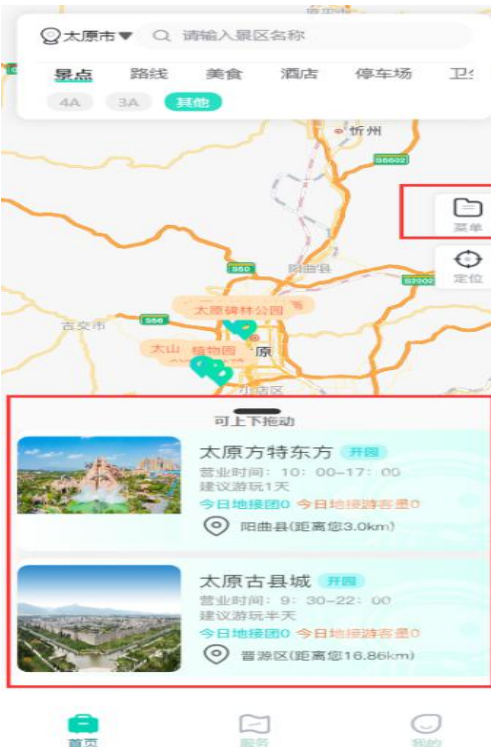 太原市▼ 请输入景区名称
景点 路线 美食 酒店 停车场
4A 3A 其他
忻州
菜单
S50
阳曲县
定位
太原碑林公园
古交市
S56
太山 植物园
原
小店区
可上下拖动
太原方特东方 开园
营业时间：10：00-17：00
建议游玩1天
今日地接团0 今日地接游客量0
阳曲县(距离您3.0km)
太原古县城 开园
营业时间：9：30-22：00
建议游玩半天
今日地接团0 今日地接游客量0
晋源区(距离您16.86km)
首页 服务 我的